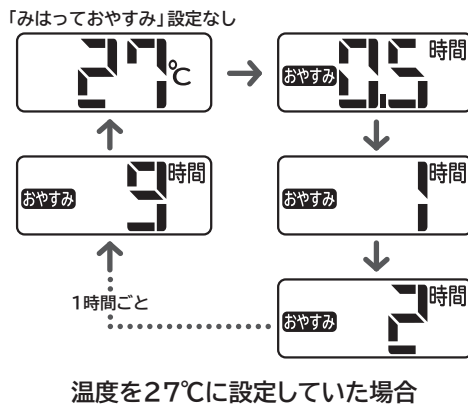 「みはっておやすみ」設定なし
27℃
おやすみ 0.5 時間
おやすみ 9 時間
おやすみ 1 時間
おやすみ 2 時間
1時間ごと
温度を27℃に設定していた場合